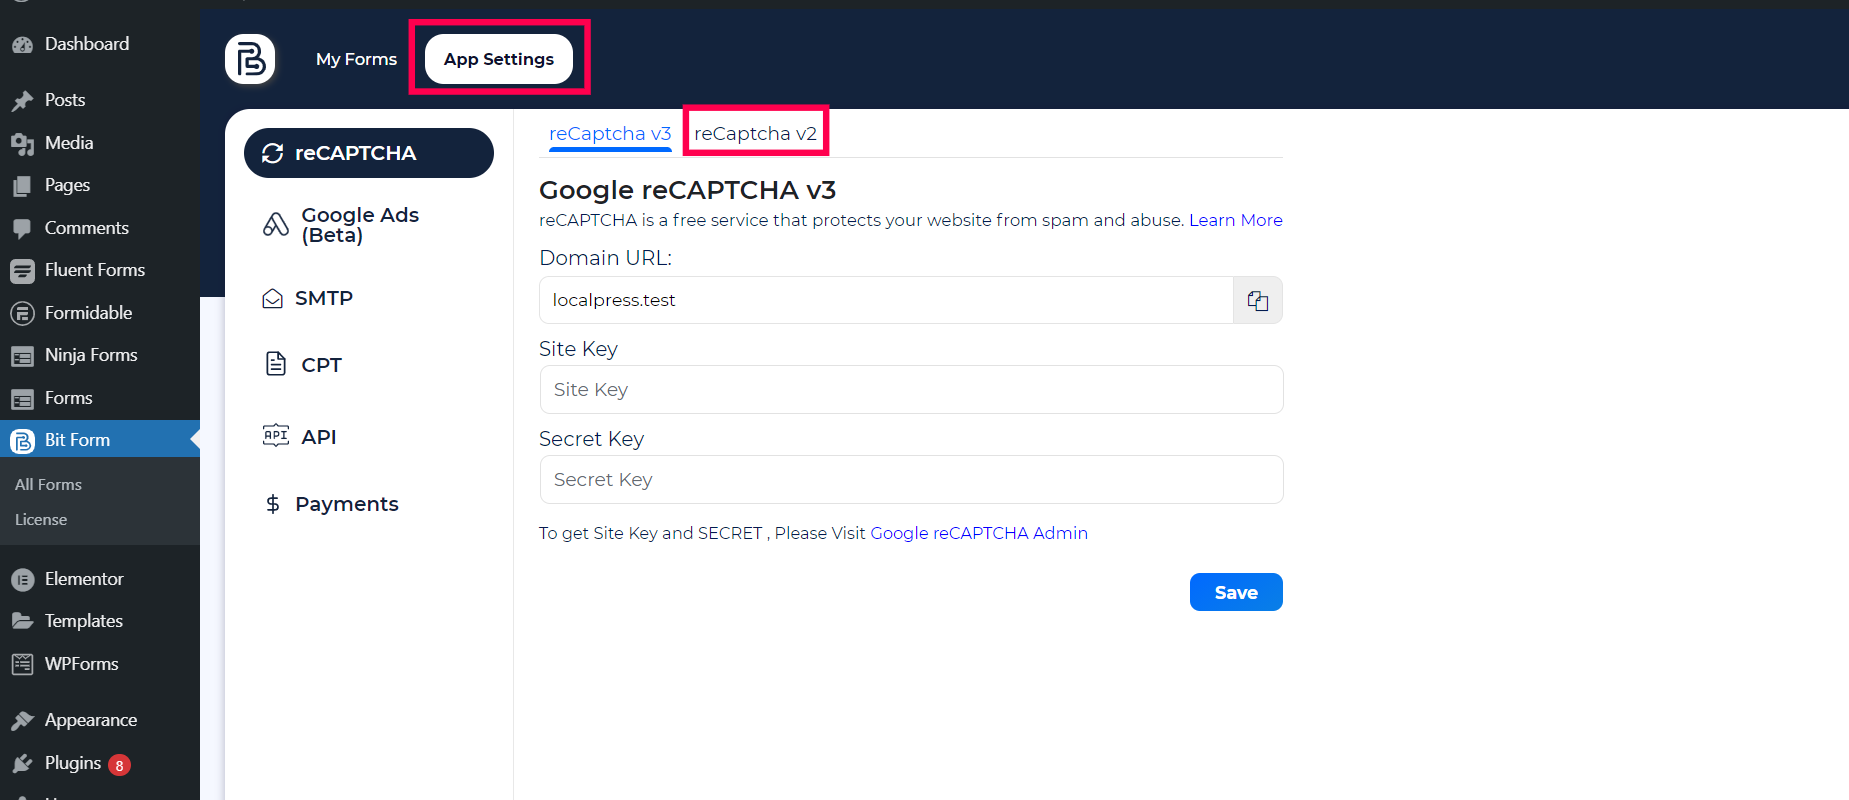 Dashboard
Posts
Media
Pages
Comments
Fluent Forms
Formidable
Ninja Forms
Forms
Bit Form
All Forms
License
Elementor
Templates
WPForms
Appearance
Plugins 8
My Forms
App Settings
reCAPTCHA
Google Ads
(Beta)
SMTP
CPT
API
API
Payments
reCaptcha v3
reCaptcha v2
Google reCAPTCHA v3
reCAPTCHA is a free service that protects your website from spam and abuse. Learn More
Domain URL:
localpress.test
Site Key
Site Key
Secret Key
Secret Key
To get Site Key and SECRET , Please Visit Google reCAPTCHA Admin
Save